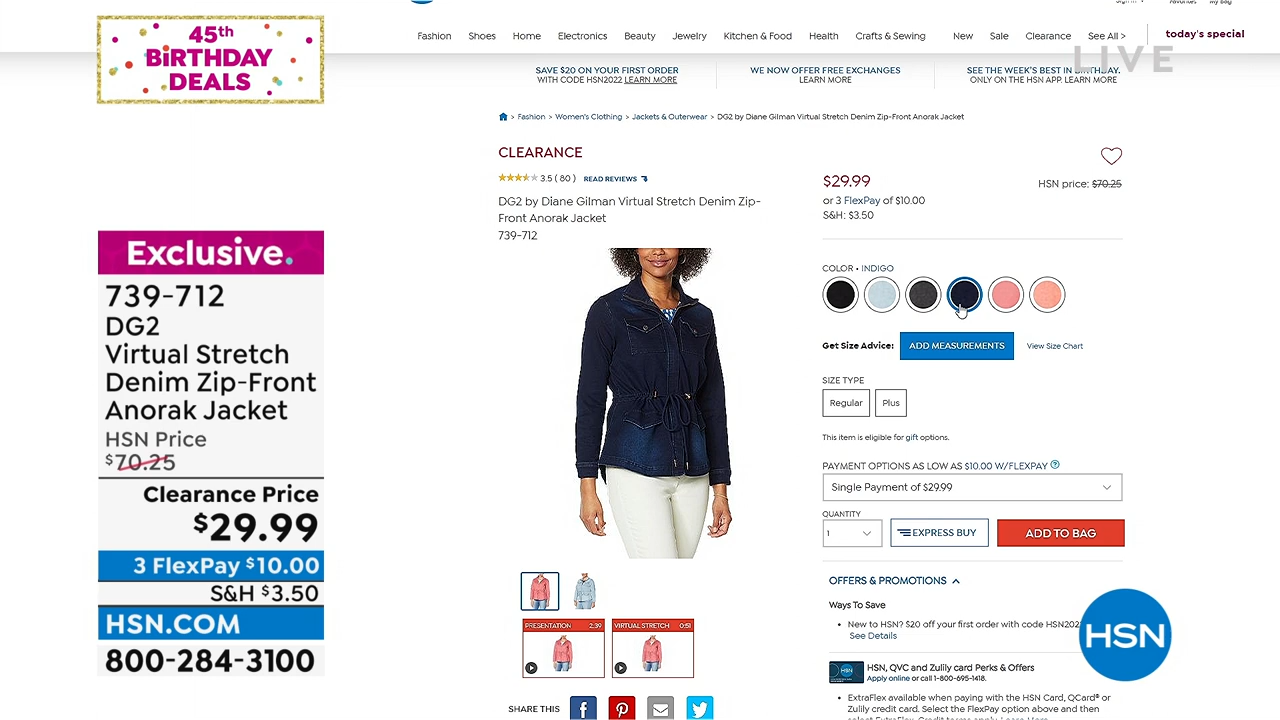 45th
BiRTHDAY
DEALS
Exclusive.
739-712
DG2
Virtual Stretch
Denim Zip-Front
Anorak Jacket
HSN Price
$70.25
Clearance Price
$29.99
3 FlexPay $10.00
S&H $3.50
HSN.COM
800-284-3100
Fashion Shoes Home Electronics Beauty Jewelry Kitchen & Food Health Crafts & Sewing New Sale Clearance See All > today's special
LIVE
SAVE $20 ON YOUR FIRST ORDER
WITH CODE HSN2022 LEARN MORE
WE NOW OFFER FREE EXCHANGES
LEARN MORE
SEE THE WEEK'S BEST IN BIRTHDAY.
ONLY ON THE HSN APP. LEARN MORE
> Fashion > Women's Clothing > Jackets & Outerwear > DG2 by Diane Gilman Virtual Stretch Denim Zip-Front Anorak Jacket
CLEARANCE
3.5 ( 80 ) READ REVIEWS
DG2 by Diane Gilman Virtual Stretch Denim Zip-
Front Anorak Jacket
739-712
PRESENTATION 2:39
VIRTUAL STRETCH 0:51
SHARE THIS
$29.99
HSN price: $70.25
or 3 FlexPay of $10.00
S&H: $3.50
COLOR • INDIGO
Get Size Advice: ADD MEASUREMENTS View Size Chart
SIZE TYPE
Regular Plus
This item is eligible for gift options.
PAYMENT OPTIONS AS LOW AS $10.00 W/FLEXPAY ?
Single Payment of $29.99
QUANTITY
1 EXPRESS BUY ADD TO BAG
OFFERS & PROMOTIONS
Ways To Save
• New to HSN? $20 off your first order with code HSN202
See Details
HSN, QVC and Zulily card Perks & Offers
Apply online or call 1-800-695-1418.
• ExtraFlex available when paying with the HSN Card, QCard® or
Zulily credit card. Select the FlexPay option above and then
HSN